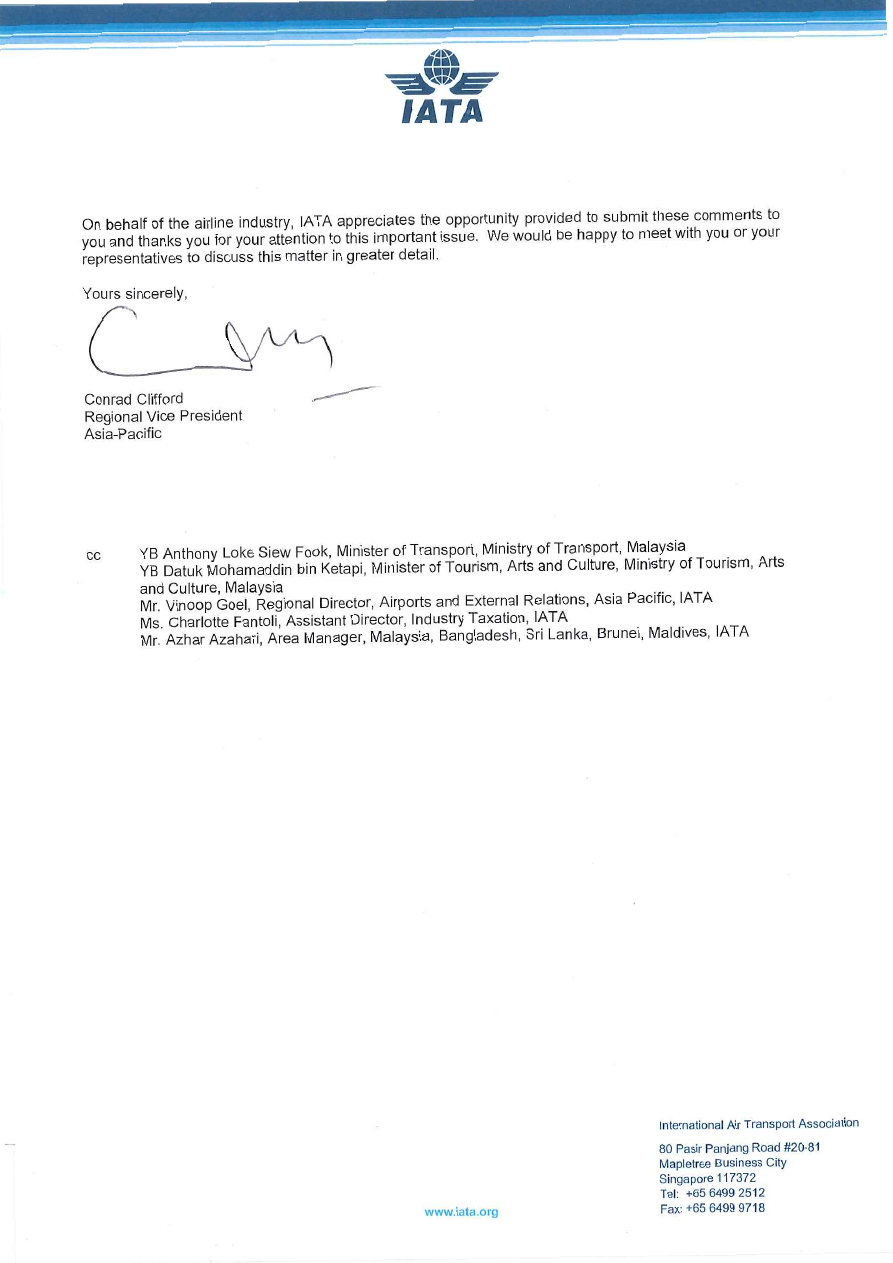 IATA
On behalf of the airline industry, IATA appreciates the opportunity provided to submit these comments to
you and thanks you for your attention to this important issue. We would be happy to meet with you or your
representatives to discuss this matter in greater detail.
Yours sincerely,
Conrad Clifford
Regional Vice President
Asia-Pacific
cc YB Anthony Loke Siew Fook, Minister of Transport, Ministry of Transport, Malaysia
YB Datuk Mohamaddin bin Ketapi, Minister of Tourism, Arts and Culture, Ministry of Tourism, Arts
and Culture, Malaysia
Mr. Vinoop Goel, Regional Director, Airports and External Relations, Asia Pacific, IATA
Ms. Charlotte Fantoli, Assistant Director, Industry Taxation, IATA
Mr. Azhar Azahari, Area Manager, Malaysia, Bangladesh, Sri Lanka, Brunei, Maldives, IATA
International Air Transport Association
80 Pasir Panjang Road #20-81
Mapletree Business City
Singapore 117372
Tel: +65 6499 2512
Fax: +65 6499 9718
www.iata.org